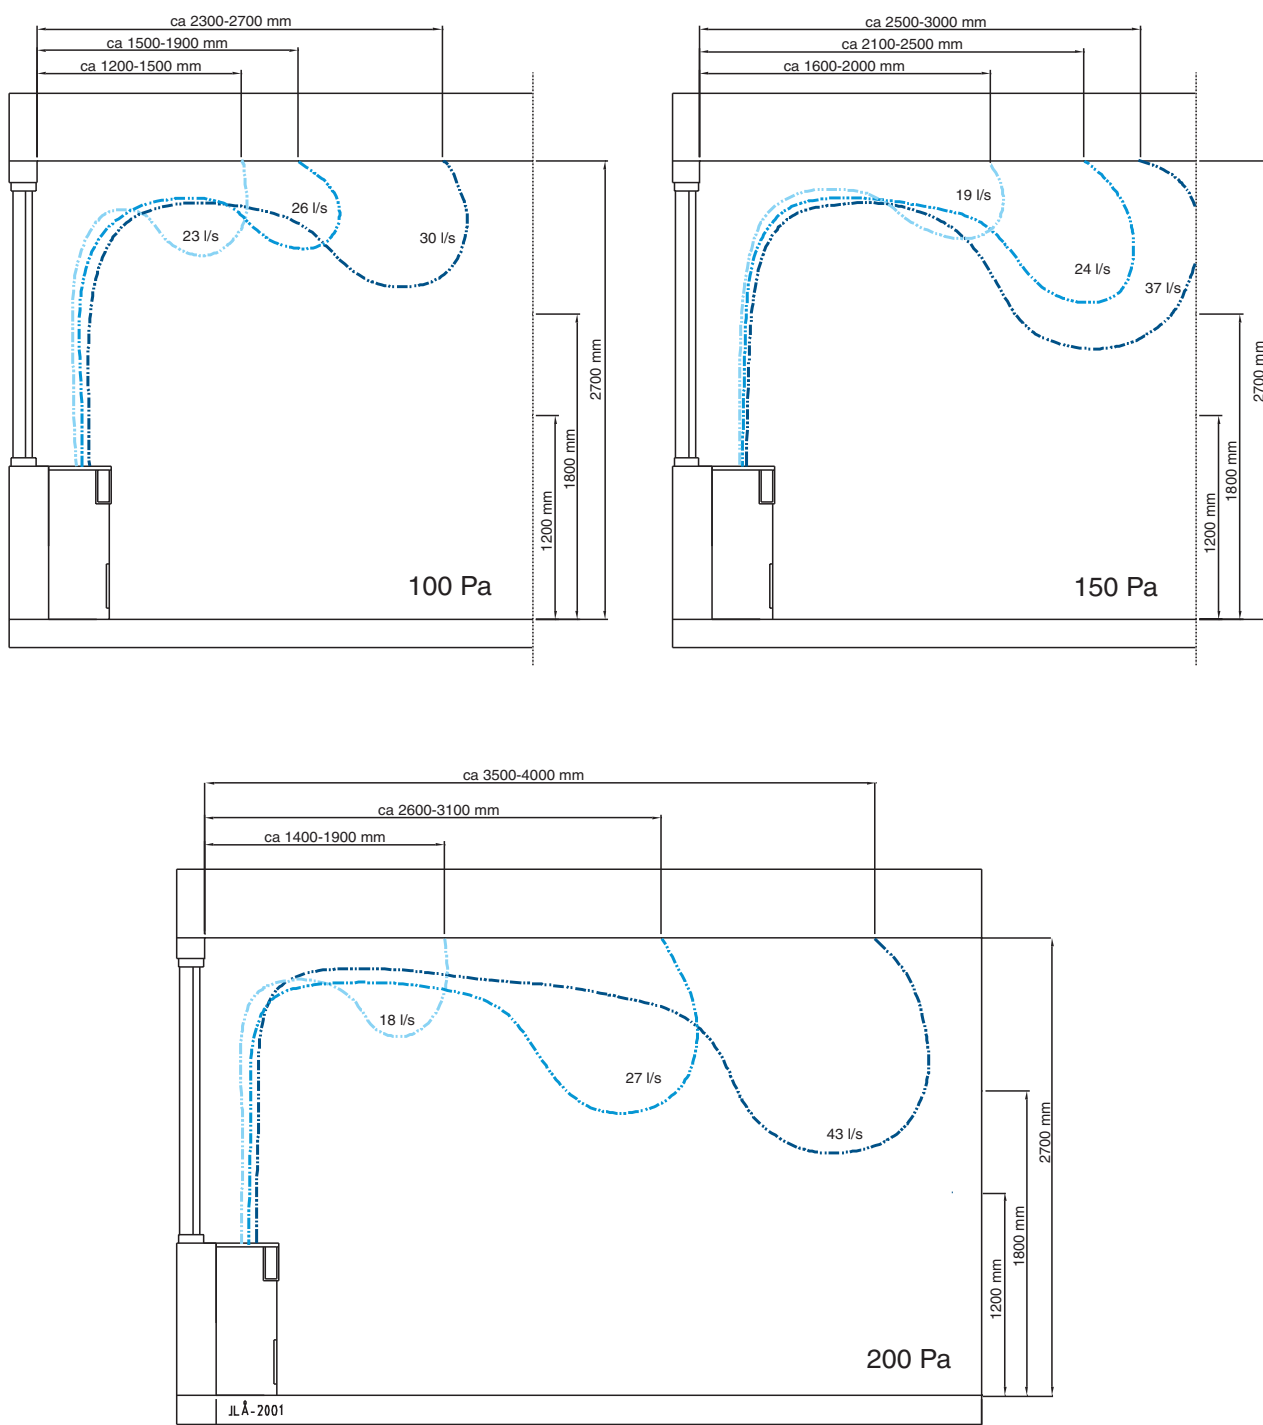 ca 2300-2700 mm
ca 1500-1900 mm
ca 1200-1500 mm
23 l/s
26 l/s
30 l/s
1200 mm
1800 mm
2700 mm
100 Pa
ca 2500-3000 mm
ca 2100-2500 mm
ca 1600-2000 mm
19 l/s
24 l/s
37 l/s
1200 mm
1800 mm
2700 mm
150 Pa
ca 3500-4000 mm
ca 2600-3100 mm
ca 1400-1900 mm
18 l/s
27 l/s
43 l/s
1200 mm
1800 mm
2700 mm
200 Pa
JLÅ-2001